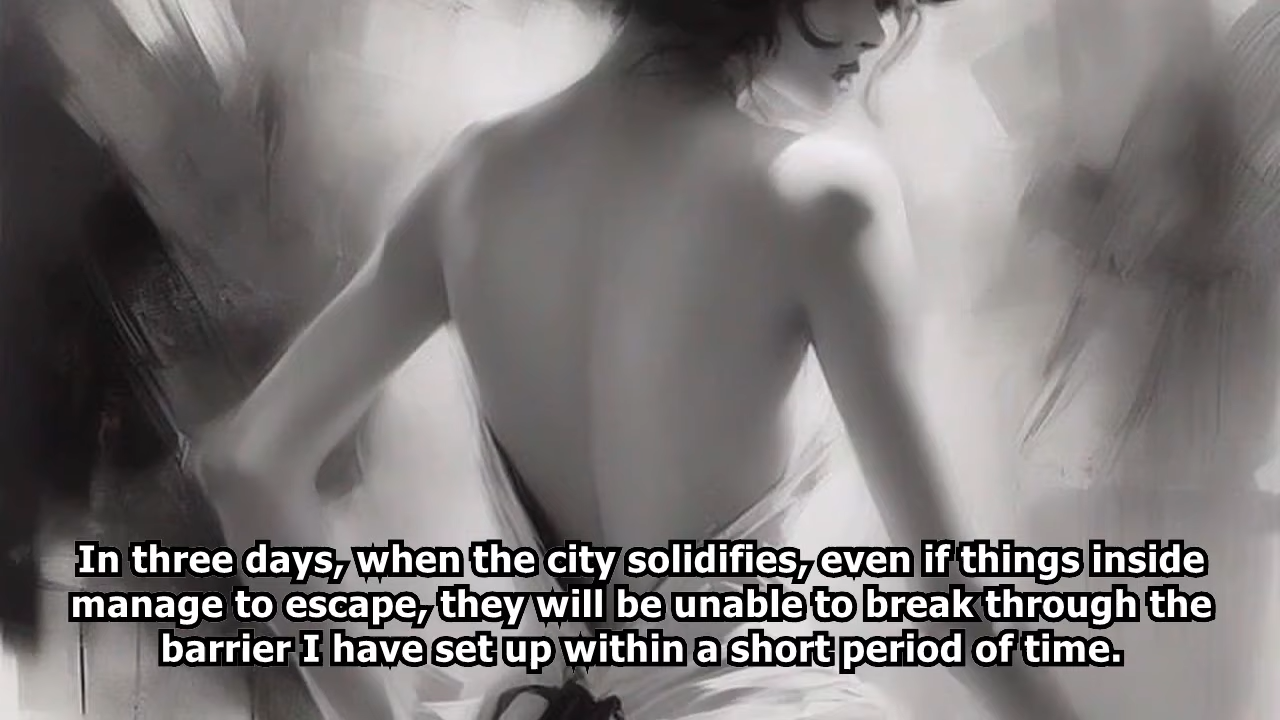 In three days, when the city solidifies, even if things inside
manage to escape, they will be unable to break through the
barrier I have set up within a short period of time.